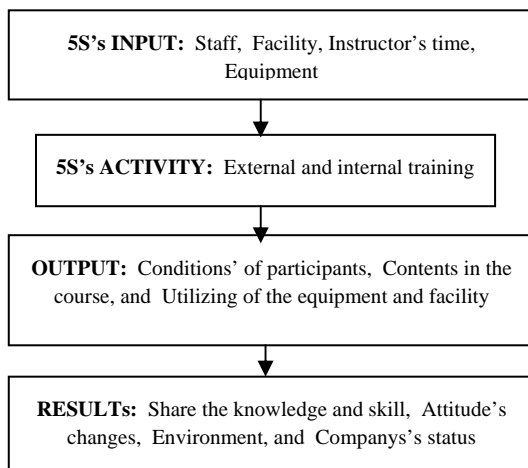 5S's INPUT: Staff, Facility, Instructor's time,
Equipment
5S's ACTIVITY: External and internal training
OUTPUT: Conditions' of participants, Contents in the
course, and Utilizing of the equipment and facility
RESULTs: Share the knowledge and skill, Attitude's
changes, Environment, and Companys's status